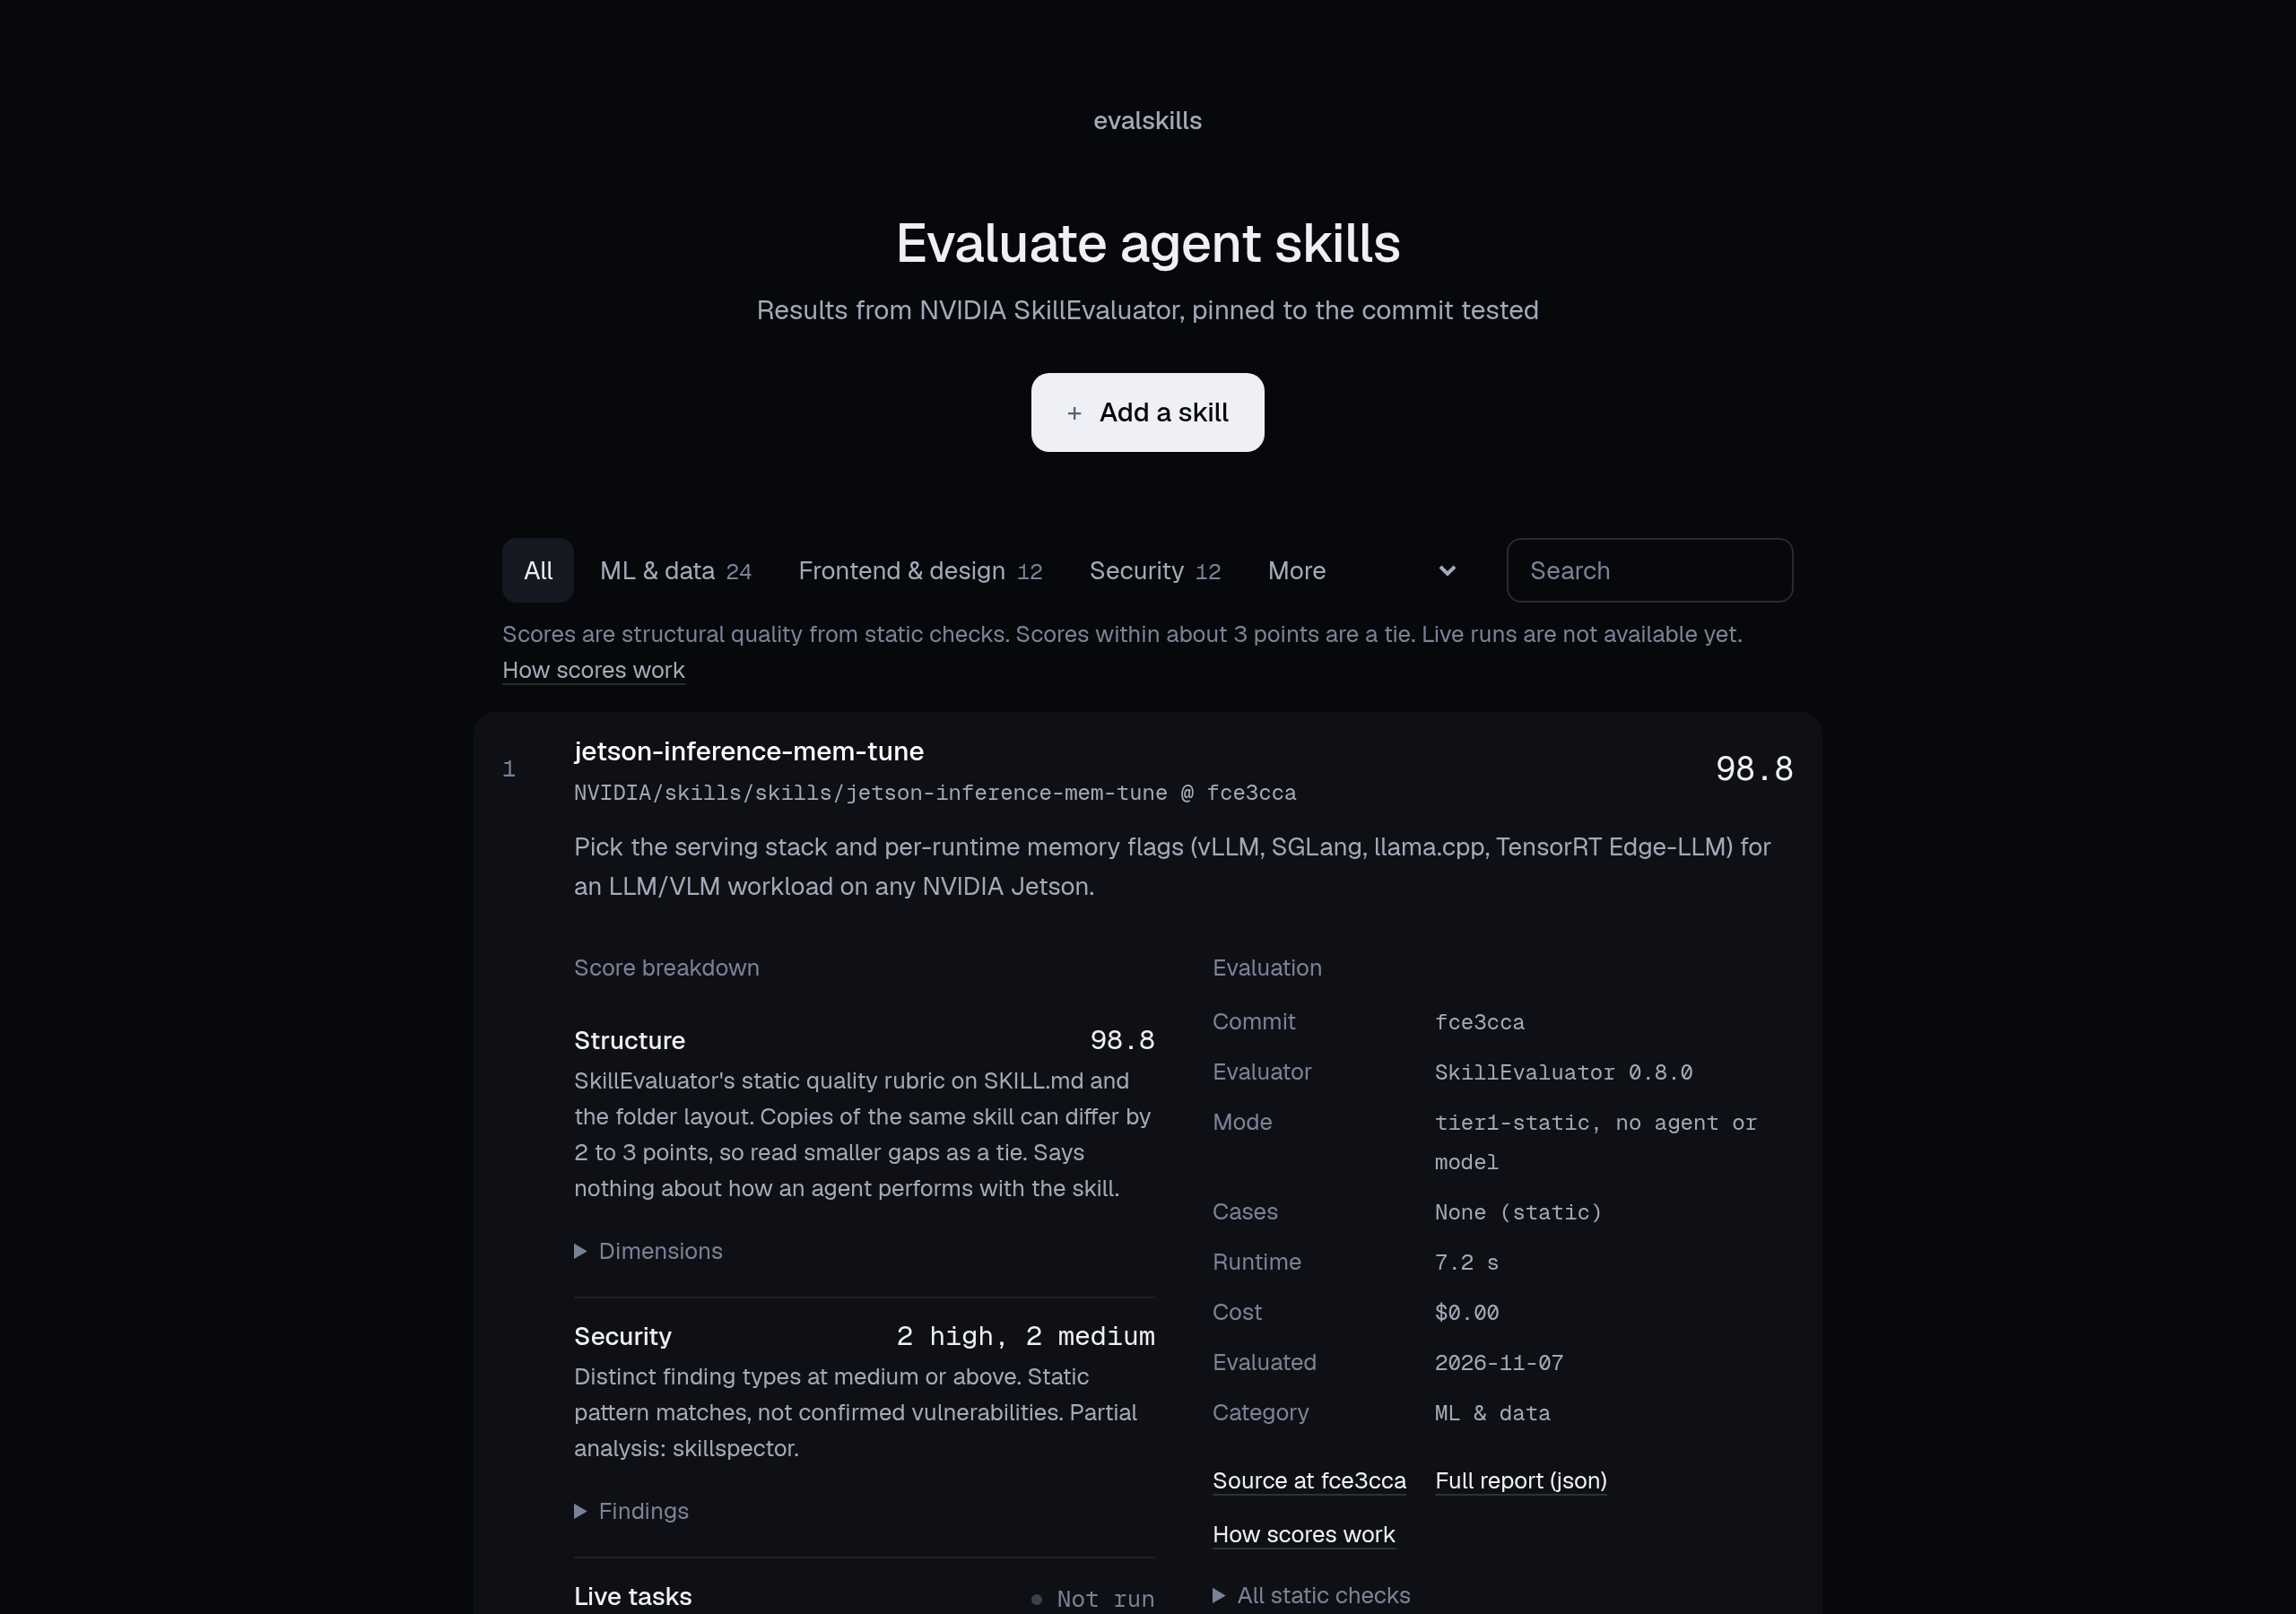 evalskills
Evaluate agent skills
Results from NVIDIA SkillEvaluator, pinned to the commit tested
+ Add a skill
All ML & data 24 Frontend & design 12 Security 12 More Search
Scores are structural quality from static checks. Scores within about 3 points are a tie. Live runs are not available yet.
How scores work
1 jetson-inference-mem-tune 98.8
NVIDIA/skills/skills/jetson-inference-mem-tune @ fce3cca
Pick the serving stack and per-runtime memory flags (vLLM, SGLang, llama.cpp, TensorRT Edge-LLM) for
an LLM/VLM workload on any NVIDIA Jetson.
Score breakdown
Structure 98.8
SkillEvaluator's static quality rubric on SKILL.md and
the folder layout. Copies of the same skill can differ by
2 to 3 points, so read smaller gaps as a tie. Says
nothing about how an agent performs with the skill.
▶ Dimensions
Security 2 high, 2 medium
Distinct finding types at medium or above. Static
pattern matches, not confirmed vulnerabilities. Partial
analysis: skillspector.
▶ Findings
Live tasks Not run
Evaluation
Commit fce3cca
Evaluator SkillEvaluator 0.8.0
Mode tier1-static, no agent or
model
Cases None (static)
Runtime 7.2 s
Cost $0.00
Evaluated 2026-11-07
Category ML & data
Source at fce3cca Full report (json)
How scores work
▶ All static checks